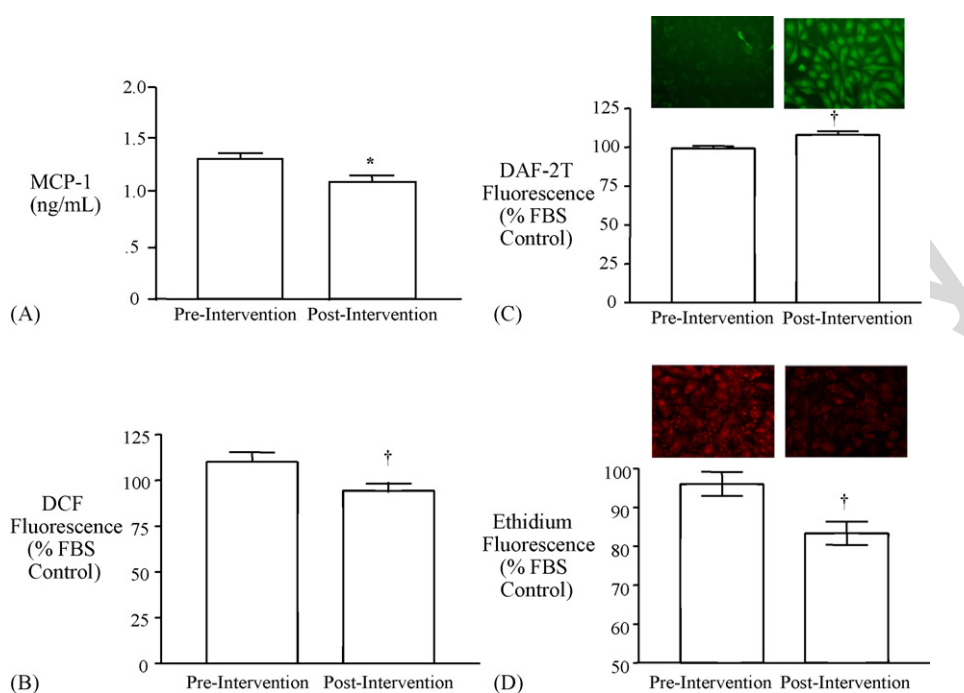 (A)
MCP-1
(ng/mL)
2.0
1.5
1.0
.5
0
*
Pre-Intervention Post-Intervention
(C)
DAF-2T
Fluorescence
(% FBS
Control)
125
100
75
50
25
0
†
Pre-Intervention Post-Intervention
(B)
DCF
Fluorescence
(% FBS
Control)
125
100
75
50
25
0
†
Pre-Intervention Post-Intervention
(D)
Ethidium
Fluorescence
(% FBS
Control)
100
90
80
70
60
50
†
Pre-Intervention Post-Intervention